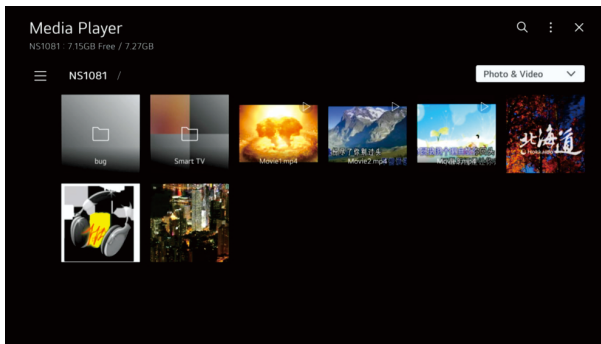 Media Player
NS1081 : 7.15GB Free / 7.27GB
NS1081 /
Photo & Video
bug
Smart TV
Movie1.mp4
Movie2.mp4
Movie3.mp4
北海道
HOKKAIDO